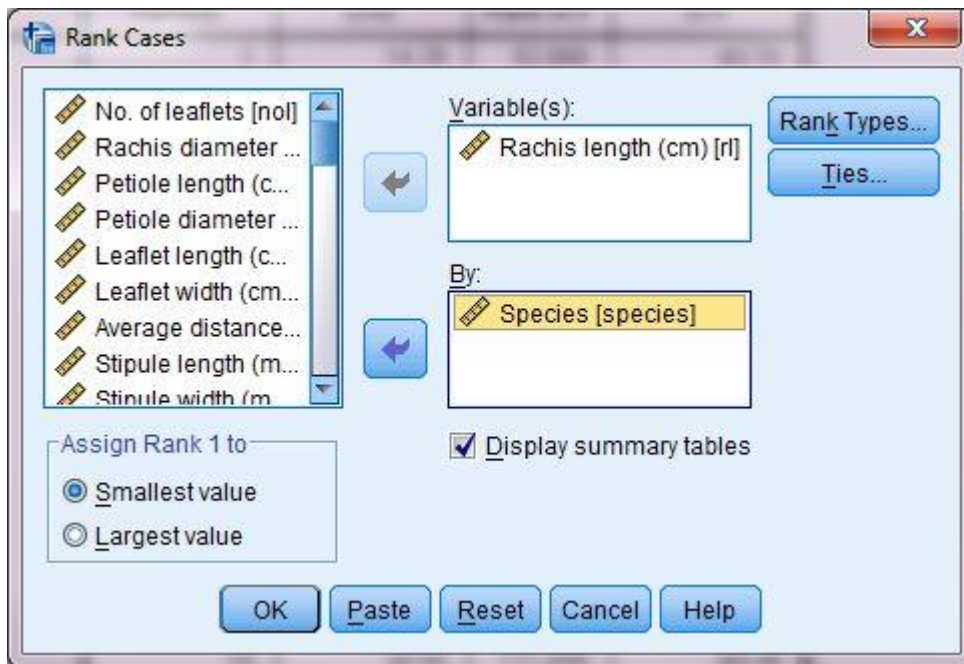 Rank Cases
No. of leaflets [nol]
Rachis diameter ...
Petiole length (c...
Petiole diameter ...
Leaflet length (c...
Leaflet width (cm...
Average distance...
Stipule length (m...
Stipule width (m
Variable(s):
Rachis length (cm) [rl]
By:
Species [species]
Rank Types...
Ties...
Display summary tables
Assign Rank 1 to
Smallest value
Largest value
OK
Paste
Reset
Cancel
Help